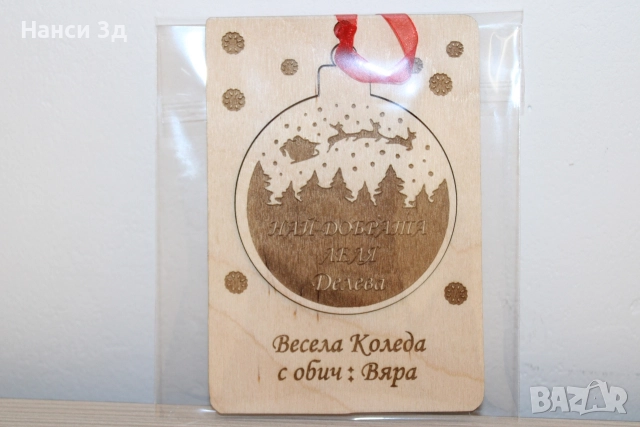 Нанси 3д
НАЙ-ДОБРАТА
ЛЕЛЯ
Делева
Весела Коледа
с обич : Вяра
BAZAR